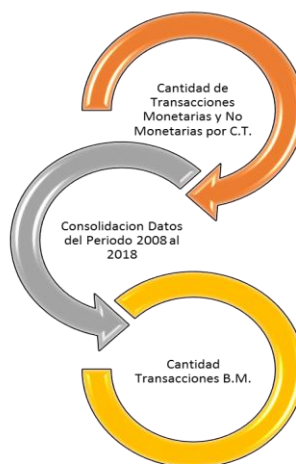 Cantidad de
Transacciones
Monetarias y No
Monetarias por C.T.
Consolidacion Datos
del Periodo 2008 al
2018
Cantidad
Transacciones B.M.